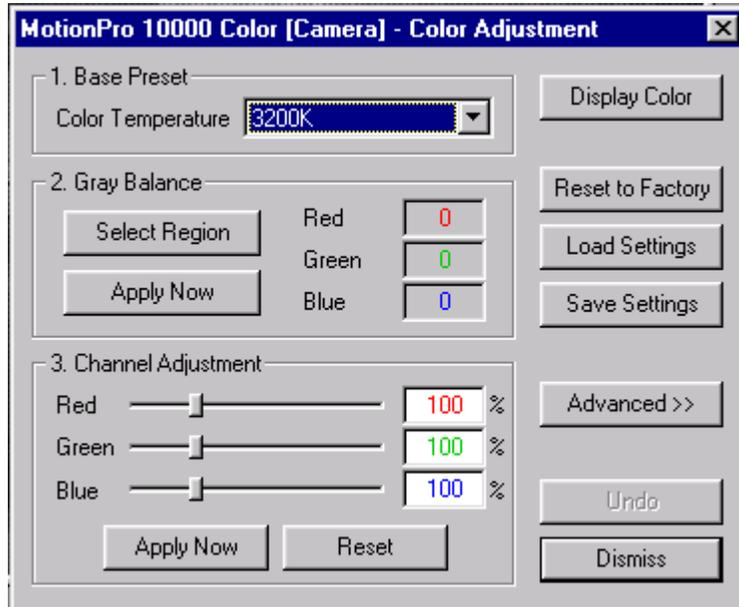 MotionPro 10000 Color [Camera] - Color Adjustment
1. Base Preset
Color Temperature 3200K
Display Color
2. Gray Balance
Select Region
Apply Now
Red 0
Green 0
Blue 0
Reset to Factory
Load Settings
Save Settings
3. Channel Adjustment
Red 100 %
Green 100 %
Blue 100 %
Apply Now Reset
Advanced >>
Undo
Dismiss